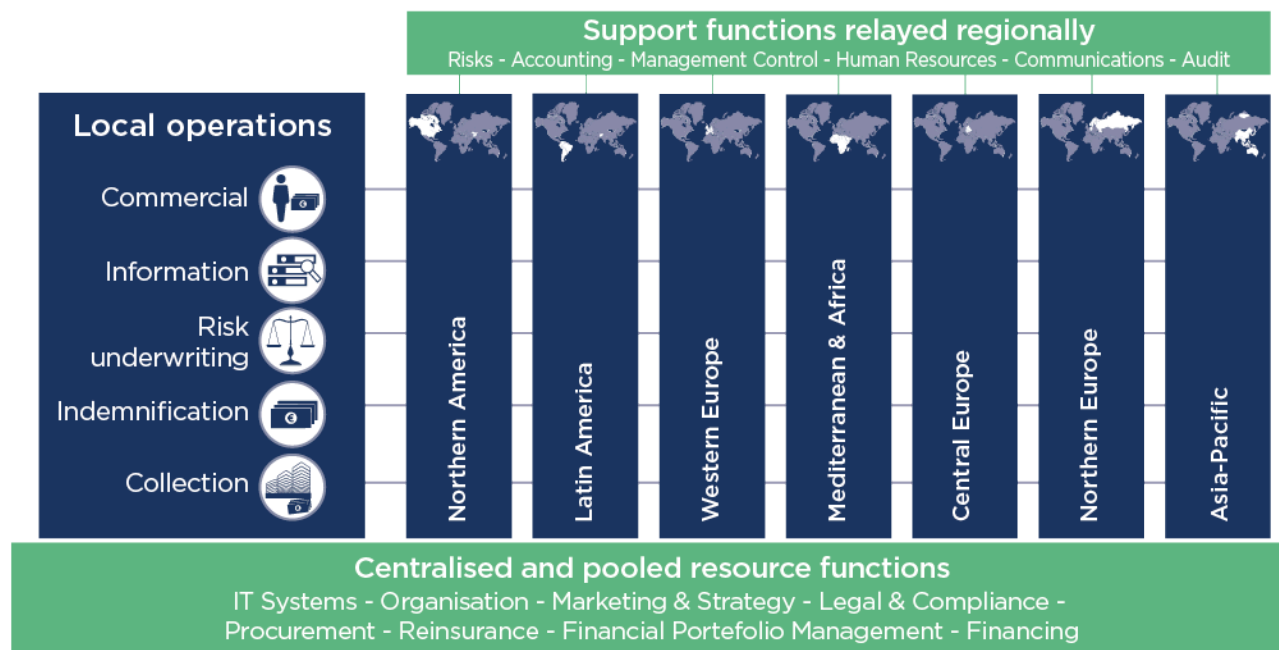 Support functions relayed regionally
Risks - Accounting - Management Control - Human Resources - Communications - Audit
Local operations
Commercial
Information
Risk
underwriting
Indemnification
Collection
Northern America
Latin America
Western Europe
Mediterranean & Africa
Central Europe
Northern Europe
Asia-Pacific
Centralised and pooled resource functions
IT Systems - Organisation - Marketing & Strategy - Legal & Compliance -
Procurement - Reinsurance - Financial Portefolio Management - Financing